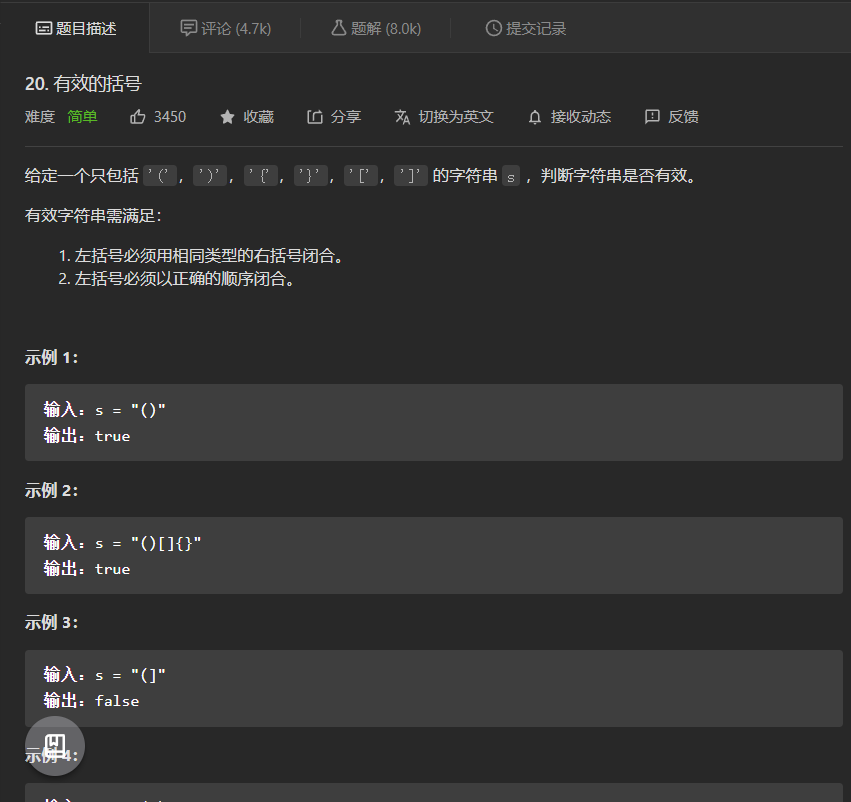 题目描述 评论 (4.7k) 题解 (8.0k) 提交记录
20. 有效的括号
难度 简单 3450 收藏 分享 切换为英文 接收动态 反馈
给定一个只包括 '('，')'，'{'，'}'，'['，']' 的字符串 s ，判断字符串是否有效。
有效字符串需满足：
1. 左括号必须用相同类型的右括号闭合。
2. 左括号必须以正确的顺序闭合。
示例 1：
输入：s = "()"
输出：true
示例 2：
输入：s = "()[]{}"
输出：true
示例 3：
输入：s = "(]"
输出：false
示例 4：